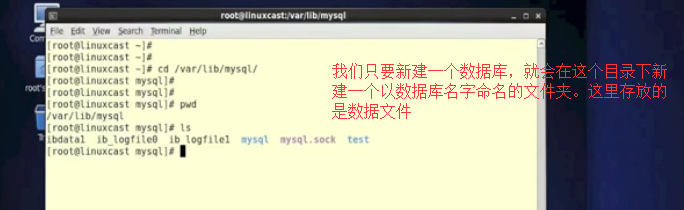 root@linuxcast:/var/lib/mysql
File Edit View Search Terminal Help
[root@linuxcast ~]#
[root@linuxcast ~]#
[root@linuxcast ~]# cd /var/lib/mysql/
[root@linuxcast mysql]#
[root@linuxcast mysql]#
[root@linuxcast mysql]# pwd
/var/lib/mysql
[root@linuxcast mysql]# ls
ibdata1 ib_logfile0 ib_logfile1 mysql mysql.sock test
[root@linuxcast mysql]#
我们只要新建一个数据库，就会在这个目录下新
建一个以数据库名字命名的文件夹。这里存放的
是数据文件